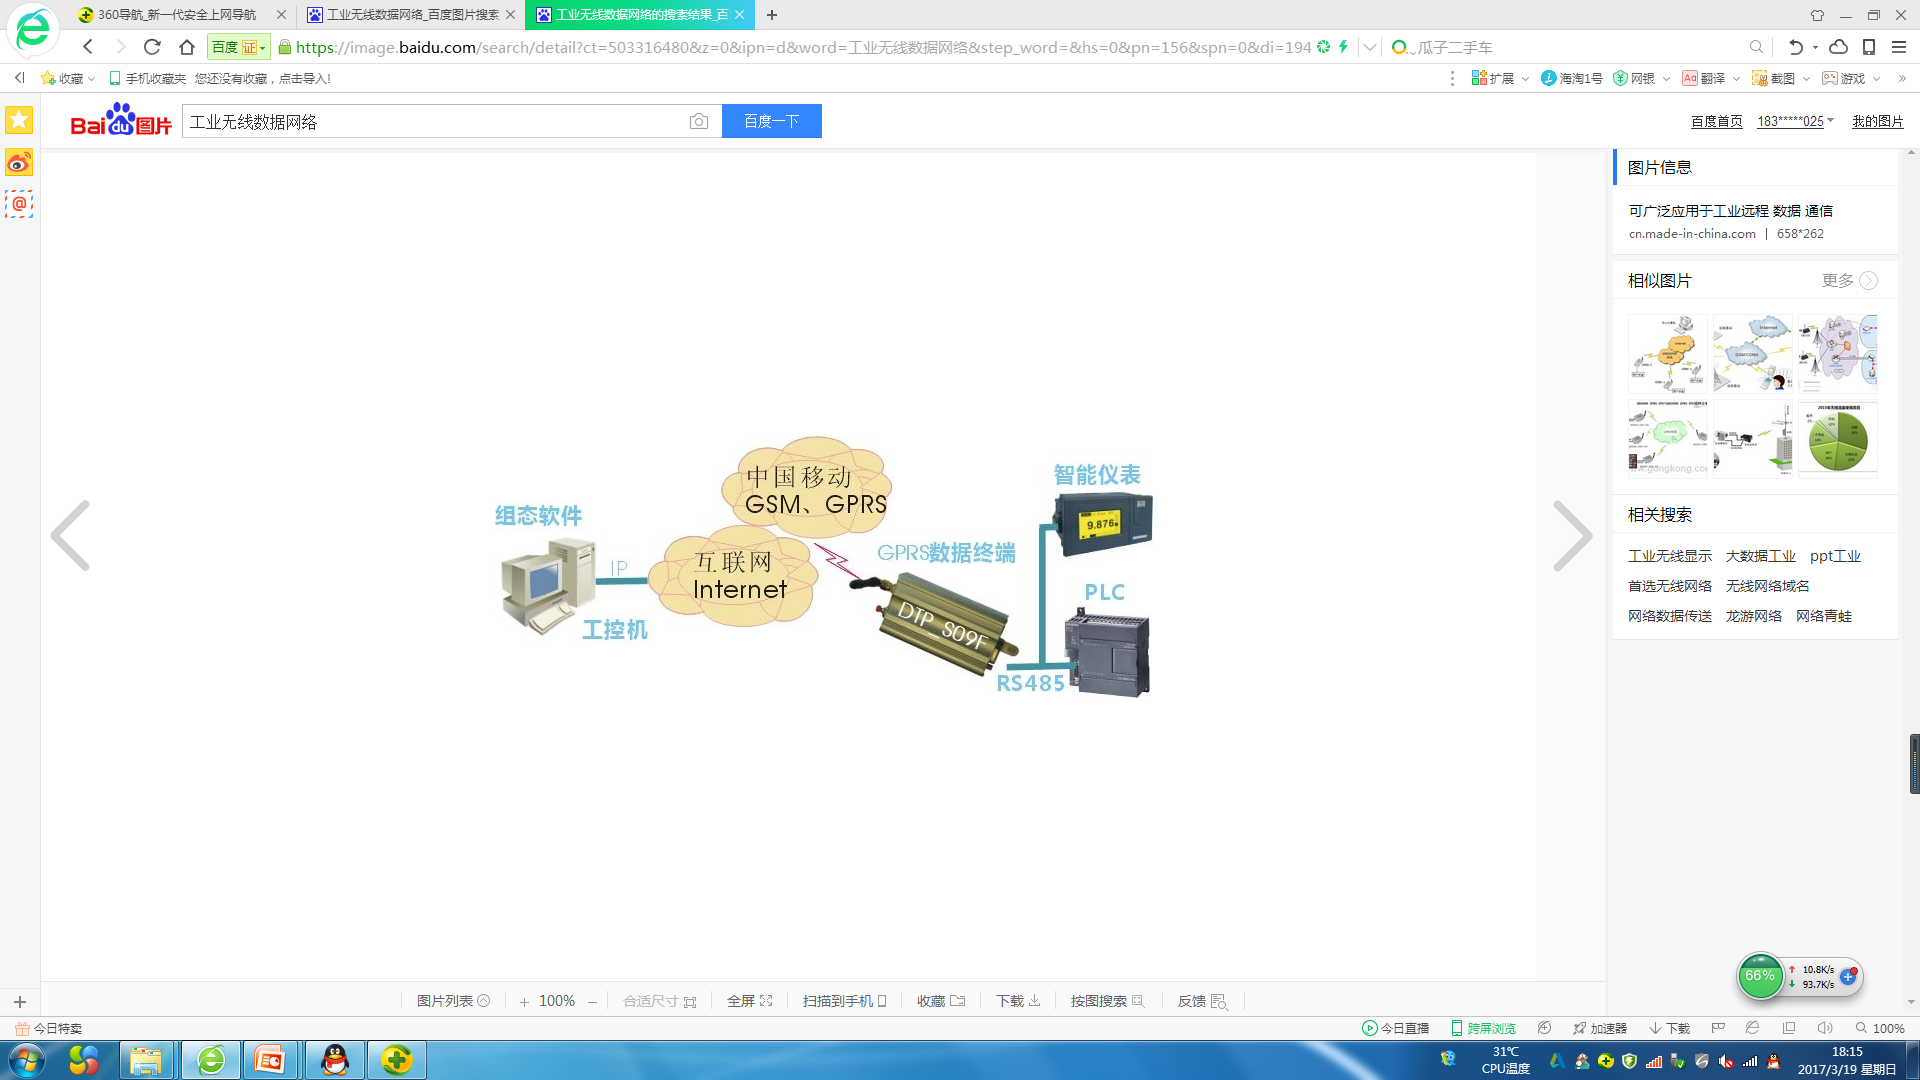 360导航_新一代安全上网导航
工业无线数据网络_百度图片搜索
工业无线数据网络的搜索结果_百
百度 证
https://image.baidu.com/search/detail?ct=503316480&z=0&ipn=d&word=工业无线数据网络&step_word=&hs=0&pn=156&spn=0&di=194
瓜子二手车
收藏
手机收藏夹
您还没有收藏，点击导入!
扩展
海淘1号
网银
翻译
截图
游戏
Bai du 图片
工业无线数据网络
百度一下
百度首页
183*****025
我的图片
图片信息
可广泛应用于工业远程 数据 通信
cn.made-in-china.com | 658*262
相似图片
更多
相关搜索
工业无线显示 大数据工业 ppt工业
首选无线网络 无线网络域名
网络数据传送 龙游网络 网络青蛙
中国移动
GSM、GPRS
智能仪表
9.876
组态软件
IP
互联网
Internet
GPRS数据终端
DTP_S09F
PLC
工控机
RS485
66%
10.8K/s
93.7K/s
图片列表
100%
合适尺寸
全屏
扫描到手机
收藏
下载
按图搜索
反馈
今日特卖
今日直播
跨屏浏览
加速器
下载
100%
31℃
CPU温度
18:15
2017/3/19 星期日